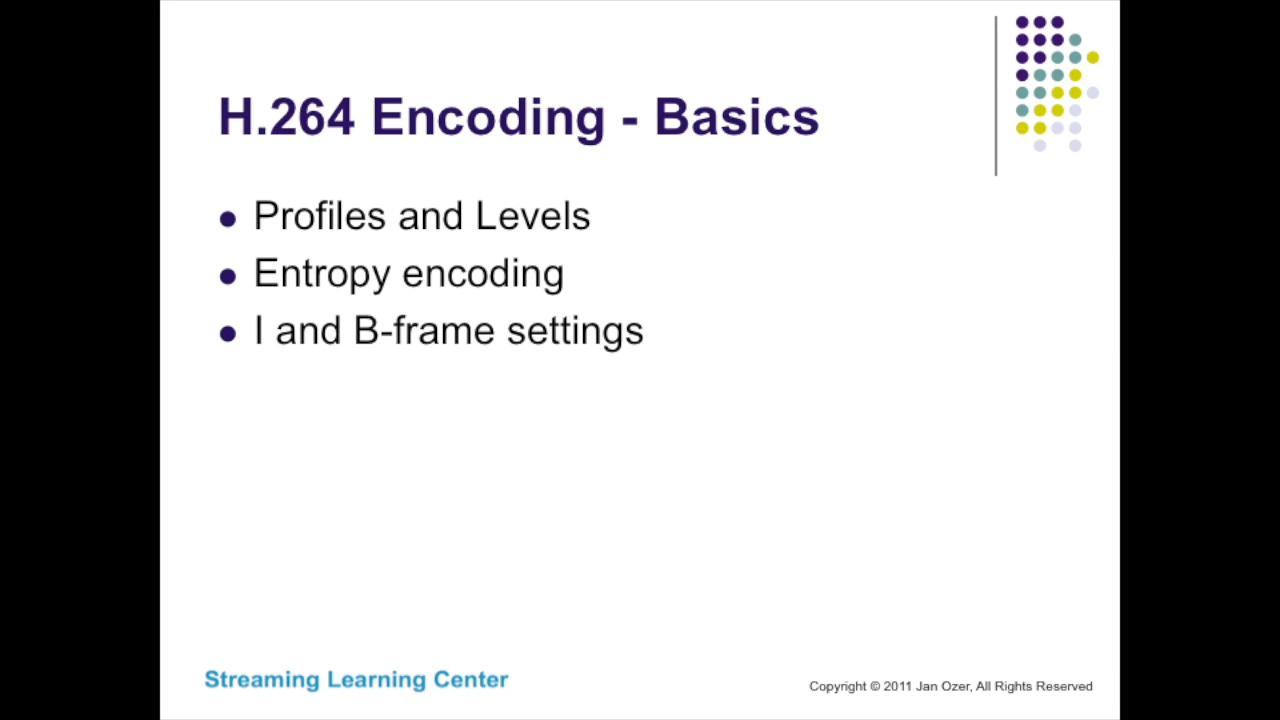 H.264 Encoding - Basics
Profiles and Levels
Entropy encoding
I and B-frame settings
Streaming Learning Center
Copyright © 2011 Jan Ozer, All Rights Reserved